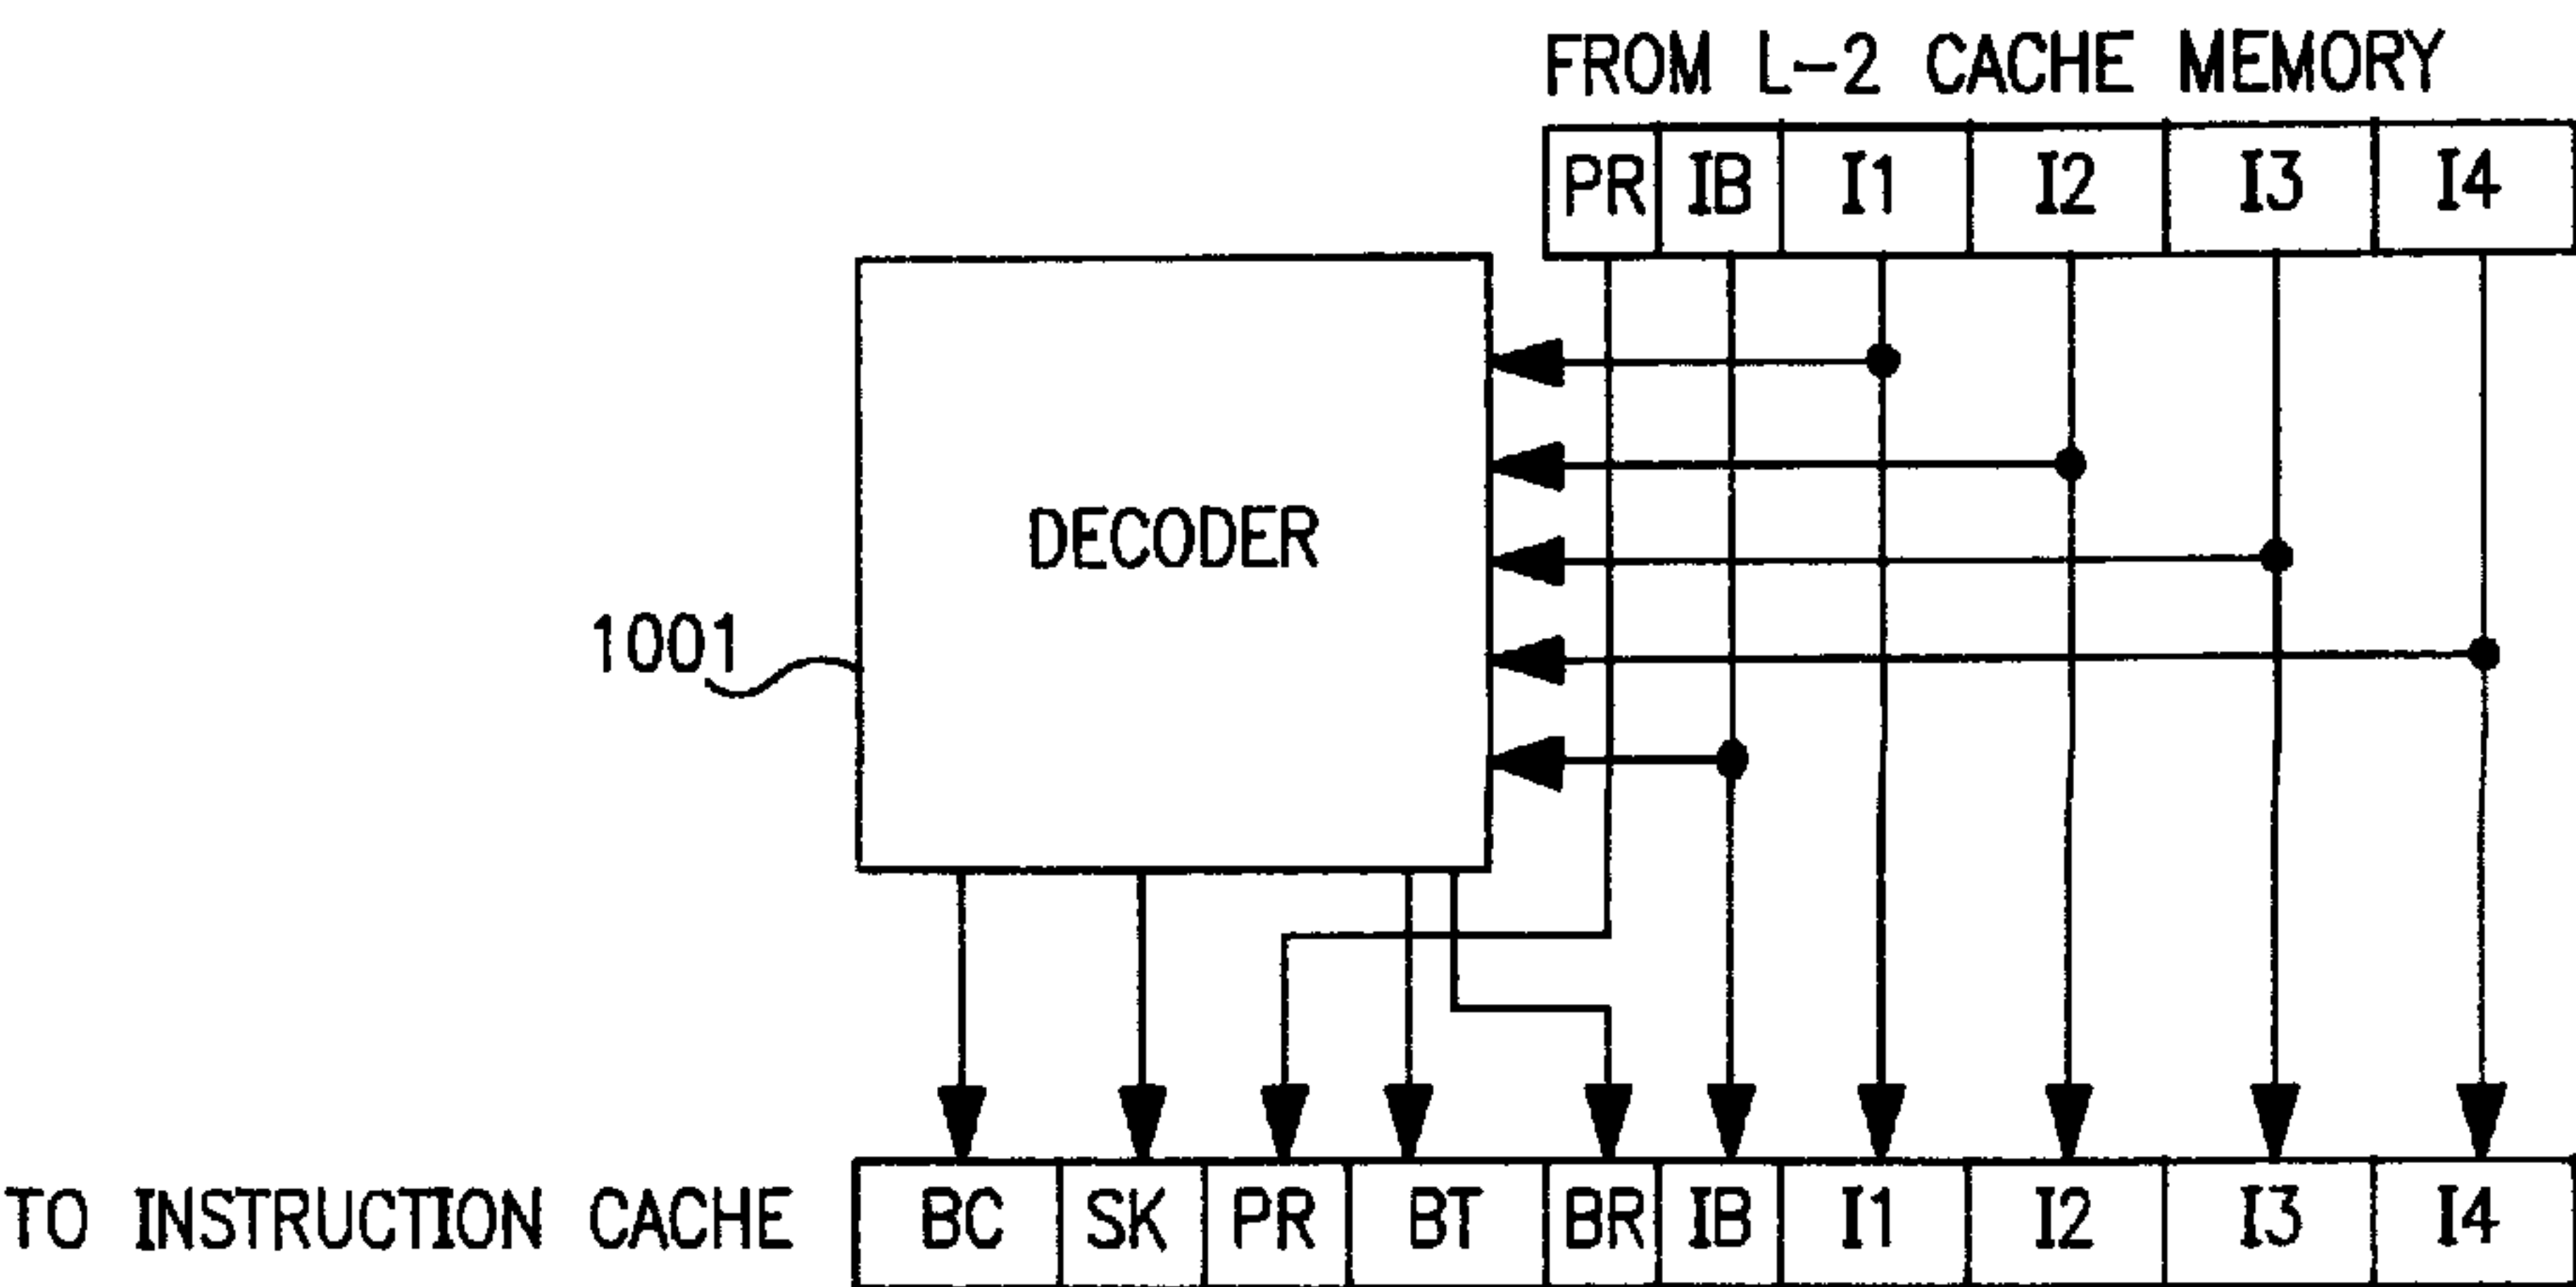 FROM L-2 CACHE MEMORY
PR IB I1 I2 I3 I4
DECODER
1001
TO INSTRUCTION CACHE BC SK PR BT BR IB I1 I2 I3 I4